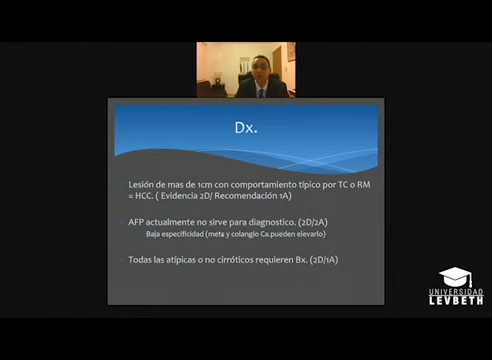 Dx.
Lesión de mas de 1cm con comportamiento típico por TC o RM
= HCC. ( Evidencia 2D/ Recomendación 1A)
AFP actualmente no sirve para diagnostico. (2D/2A)
Baja especificidad (mets y colangio Ca.pueden elevarlo)
Todas las atípicas o no cirróticos requieren Bx. (2D/1A)
UNIVERSIDAD
LEVBETH